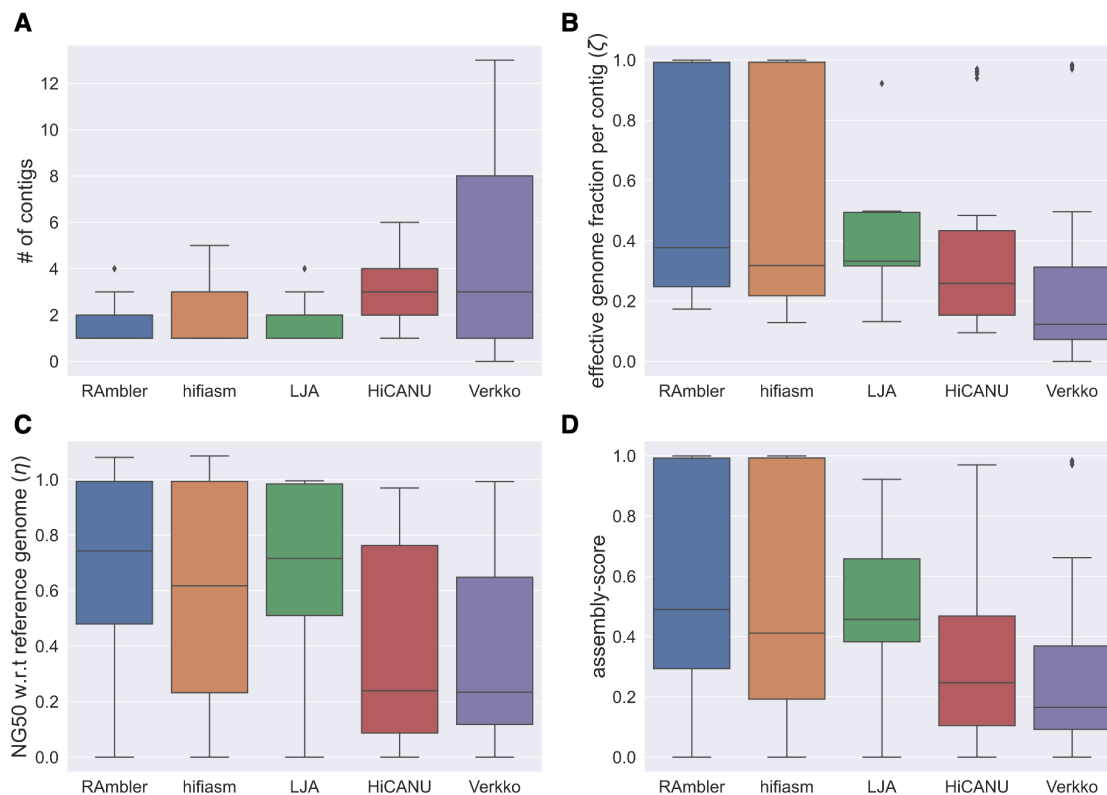 A
# of contigs
12
10
8
6
4
2
0
RAmbler hifiasm LJA HiCANU Verkko
B
effective genome fraction per contig (ζ)
1.0
0.8
0.6
0.4
0.2
0.0
RAmbler hifiasm LJA HiCANU Verkko
C
NG50 w.r.t reference genome (η)
1.0
0.8
0.6
0.4
0.2
0.0
RAmbler hifiasm LJA HiCANU Verkko
D
assembly-score
1.0
0.8
0.6
0.4
0.2
0.0
RAmbler hifiasm LJA HiCANU Verkko